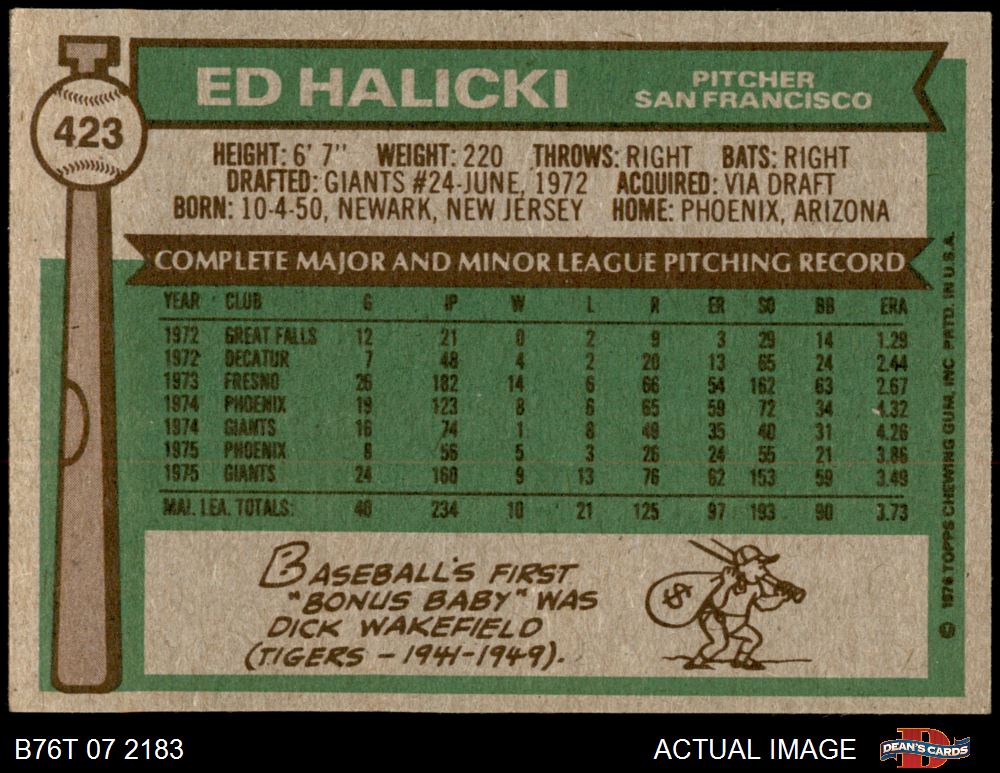 423
ED HALICKI
PITCHER
SAN FRANCISCO
HEIGHT: 6' 7" WEIGHT: 220 THROWS: RIGHT BATS: RIGHT
DRAFTED: GIANTS #24-JUNE, 1972 ACQUIRED: VIA DRAFT
BORN: 10-4-50, NEWARK, NEW JERSEY HOME: PHOENIX, ARIZONA
COMPLETE MAJOR AND MINOR LEAGUE PITCHING RECORD
YEAR CLUB G IP W L R ER SO BB ERA
1972 GREAT FALLS 12 21 0 2 9 3 29 14 1.29
1972 DECATUR 7 48 4 2 20 13 65 24 2.44
1973 FRESNO 26 182 14 6 66 54 162 63 2.67
1974 PHOENIX 19 123 8 6 65 59 72 34 4.32
1974 GIANTS 16 74 1 8 49 35 40 31 4.26
1975 PHOENIX 8 56 5 3 26 24 55 21 3.86
1975 GIANTS 24 160 9 13 76 62 153 59 3.49
MAJ. LEA. TOTALS: 40 234 10 21 125 97 193 90 3.73
BASEBALL'S FIRST
"BONUS BABY" WAS
DICK WAKEFIELD
(TIGERS - 1941-1949).
$
© 1976 TOPPS CHEWING GUM, INC PRTD. IN U.S.A.
B76T 07 2183
ACTUAL IMAGE
DEAN'S CARDS